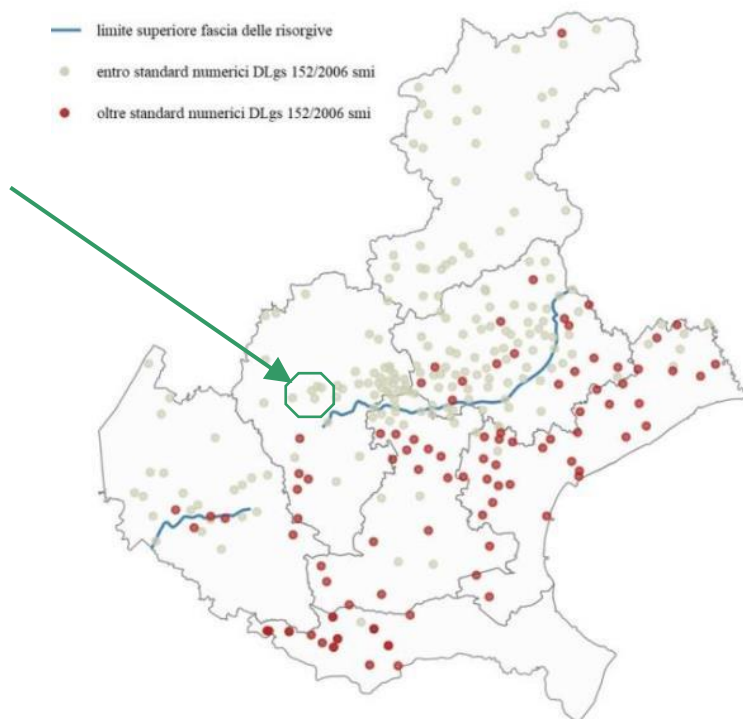 limite superiore fascia delle risorgive
entro standard numerici DLgs 152/2006 smi
oltre standard numerici DLgs 152/2006 smi